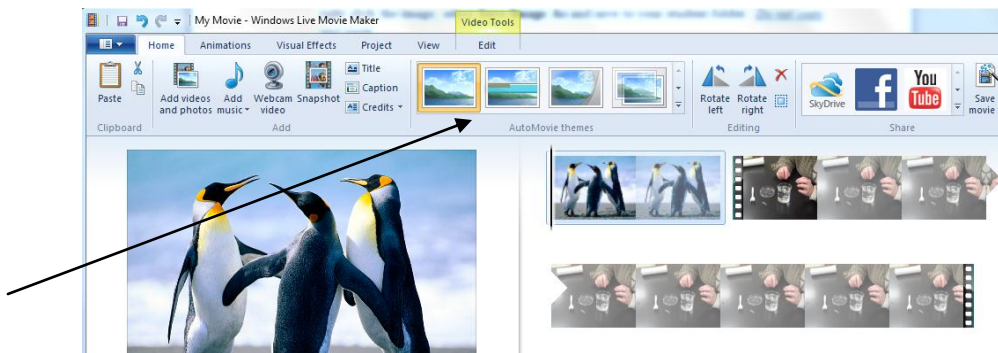 My Movie - Windows Live Movie Maker
Video Tools
Home Animations Visual Effects Project View Edit
Paste
Add videos and photos
Add music
Webcam video
Snapshot
Title
Caption
Credits
Rotate left
Rotate right
SkyDrive
f
You Tube
Save movie
Clipboard Add AutoMovie themes Editing Share